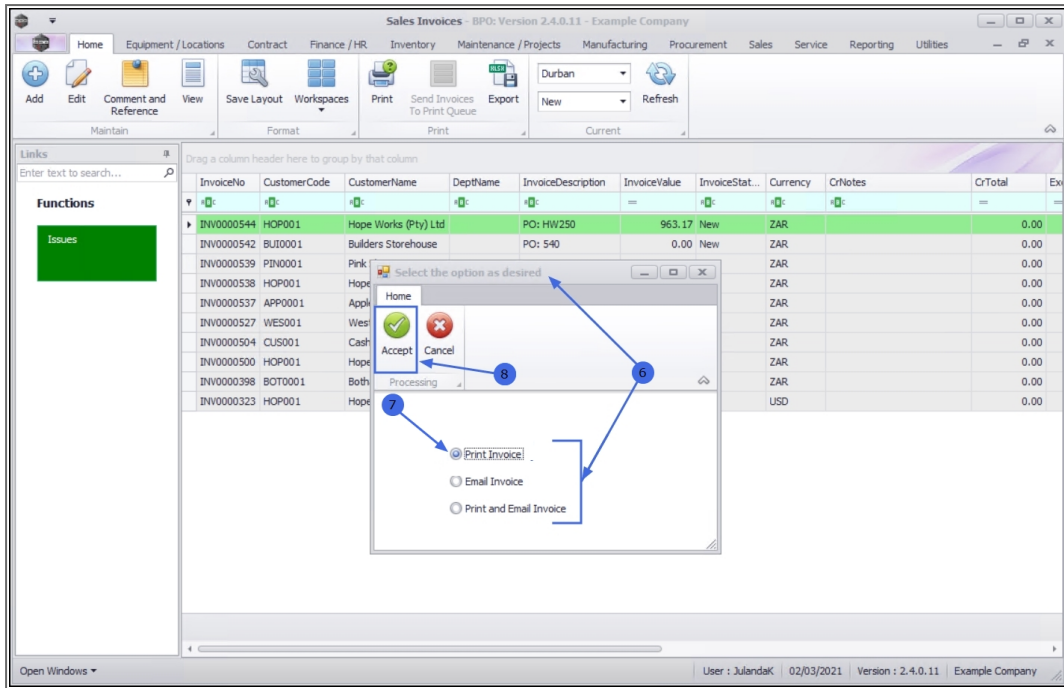 Sales Invoices - BPO: Version 2.4.0.11 - Example Company
Home Equipment / Locations Contract Finance / HR Inventory Maintenance / Projects Manufacturing Procurement Sales Service Reporting Utilities
Add Edit Comment and Reference View Save Layout Workspaces Print Send Invoices To Print Queue Export Durban New Refresh
Maintain Format Print Current
Links
Enter text to search...
Functions
Issues
Drag a column header here to group by that column
InvoiceNo CustomerCode CustomerName DeptName InvoiceDescription InvoiceValue InvoiceStat... Currency CrNotes CrTotal Ex
INV0000544 HOP001 Hope Works (Pty) Ltd PO: HW250 963.17 New ZAR 0.00
INV0000542 BUI0001 Builders Storehouse PO: 540 0.00 New ZAR 0.00
INV0000539 PIN0001 Pink ZAR 0.00
INV0000538 HOP001 Hope ZAR 0.00
INV0000537 APP0001 Apple ZAR 0.00
INV0000527 WES001 West ZAR 0.00
INV0000504 CUS001 Cash ZAR 0.00
INV0000500 HOP001 Hope ZAR 0.00
INV0000398 BOT0001 Both ZAR 0.00
INV0000323 HOP001 Hope USD 0.00
Select the option as desired
Home
Accept Cancel
Processing
8
6
7
Print Invoice
Email Invoice
Print and Email Invoice
Open Windows User : JulandaK 02/03/2021 Version : 2.4.0.11 Example Company